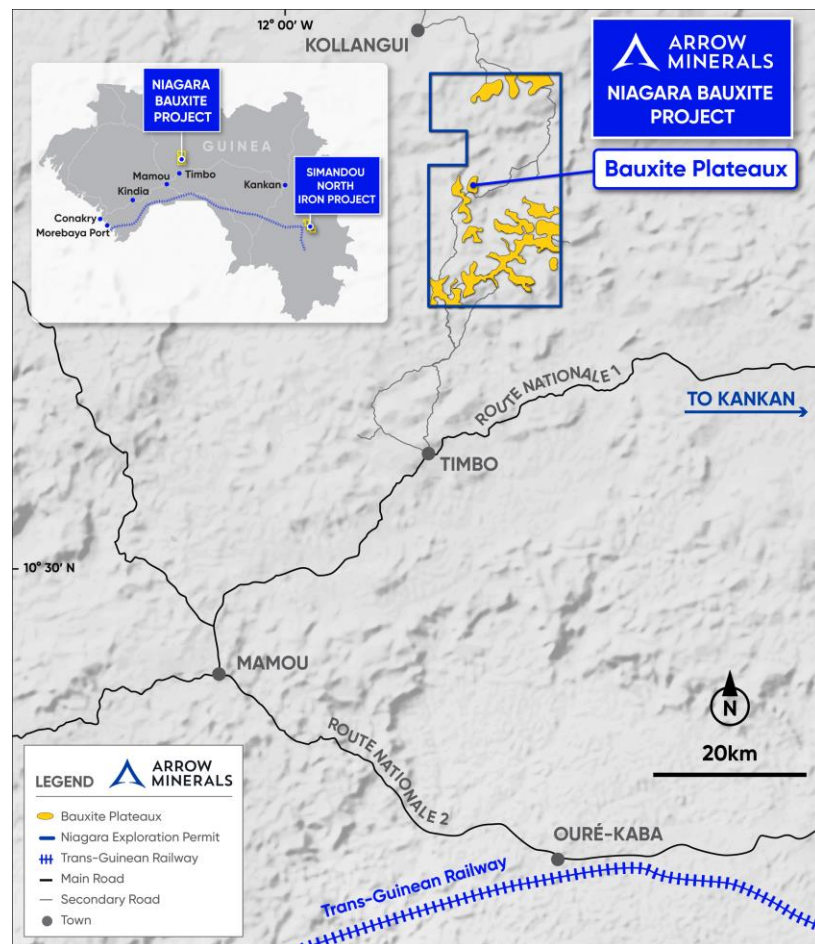 12° 00' W
KOLLANGUI
ARROW
MINERALS
NIAGARA BAUXITE
PROJECT
Bauxite Plateaux
NIAGARA
BAUXITE
PROJECT
GUINEA
SIMANDOU
NORTH
IRON PROJECT
Mamou
Timbo
Kankan
Kindia
Conakry
Morebaya Port
ROUTE NATIONALE 1
TO KANKAN
TIMBO
10° 30' N
MAMOU
N
20km
ROUTE NATIONALE 2
OURÉ-KABA
Trans-Guinean Railway
LEGEND
ARROW
MINERALS
Bauxite Plateaux
Niagara Exploration Permit
Trans-Guinean Railway
Main Road
Secondary Road
Town